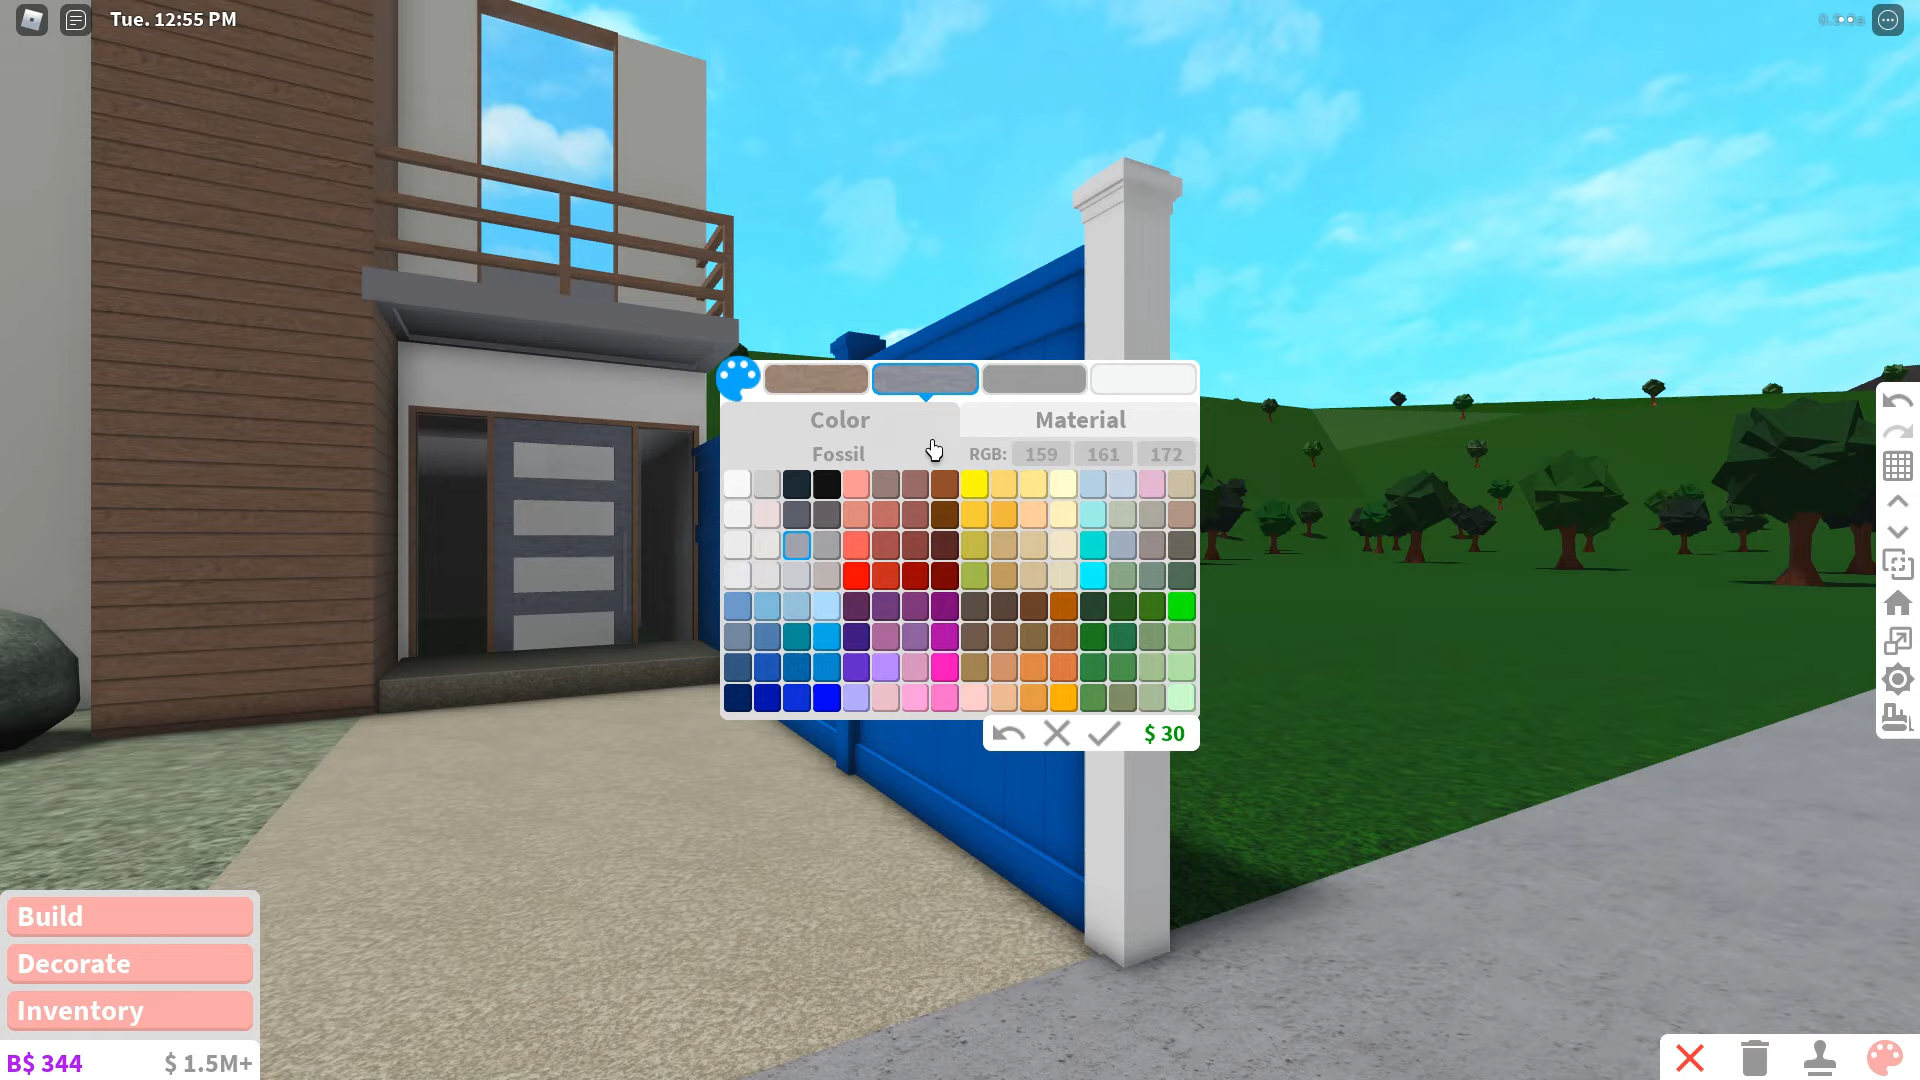 Tue. 12:55 PM
Color
Material
Fossil
RGB: 159 161 172
$ 30
Build
Decorate
Inventory
B$ 344
$ 1.5M+